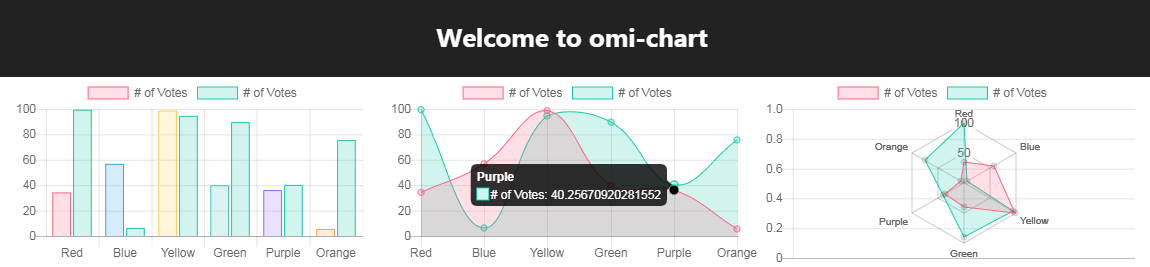 Welcome to omi-chart
# of Votes # of Votes
100
80
60
40
20
0
Red Blue Yellow Green Purple Orange
# of Votes # of Votes
100
80
60
40
20
0
Purple
# of Votes: 40.25670920281552
Red Blue Yellow Green Purple Orange
# of Votes # of Votes
1.0
0.8
0.6
0.4
0.2
0
Red
100
50
Orange Blue
Purple Yellow
Green